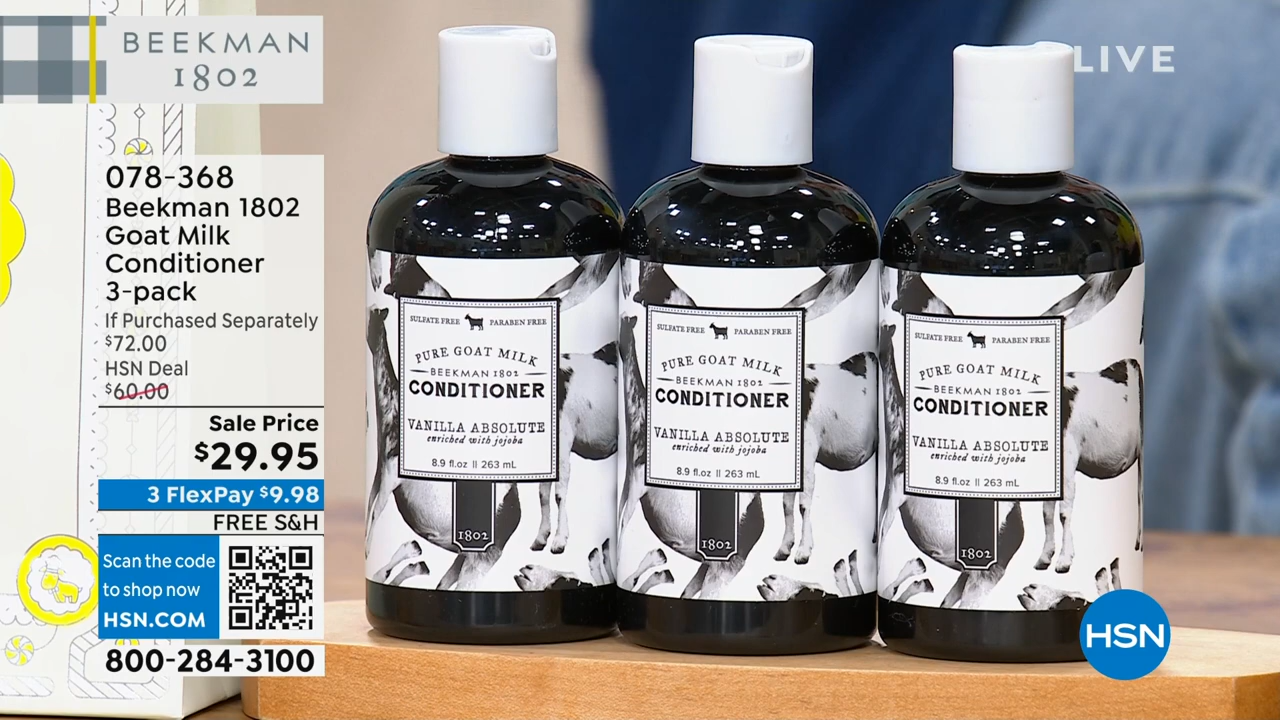 BEEKMAN
1802
LIVE
078-368
Beekman 1802
Goat Milk
Conditioner
3-pack
If Purchased Separately
$72.00
HSN Deal
$60.00
Sale Price
$29.95
3 FlexPay $9.98
FREE S&H
Scan the code
to shop now
HSN.COM
800-284-3100
SULFATE FREE PARABEN FREE
PURE GOAT MILK
BEEKMAN 1802
CONDITIONER
VANILLA ABSOLUTE
enriched with jojoba
8.9 fl.oz || 263 mL
1802
SULFATE FREE PARABEN FREE
PURE GOAT MILK
BEEKMAN 1802
CONDITIONER
VANILLA ABSOLUTE
enriched with jojoba
8.9 fl.oz || 263 mL
1802
SULFATE FREE PARABEN FREE
PURE GOAT MILK
BEEKMAN 1802
CONDITIONER
VANILLA ABSOLUTE
enriched with jojoba
8.9 fl.oz || 263 mL
1802
HSN